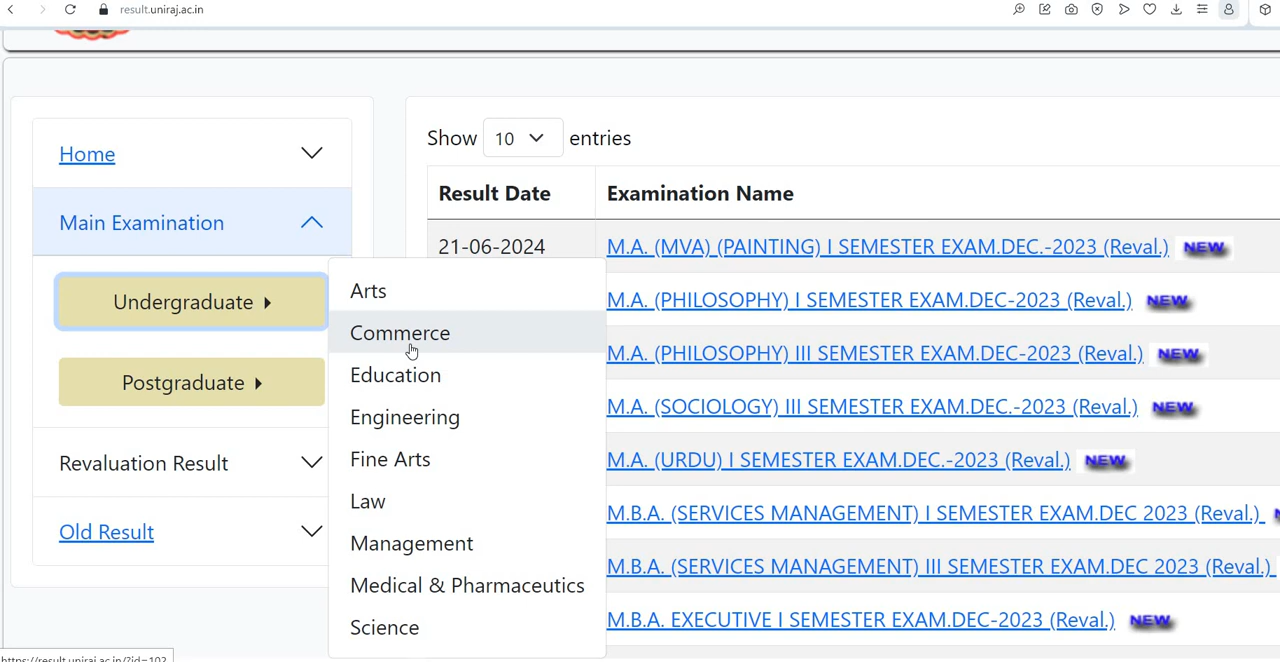 result.uniraj.ac.in
Home
Main Examination
Undergraduate
Postgraduate
Revaluation Result
Old Result
Arts
Commerce
Education
Engineering
Fine Arts
Law
Management
Medical & Pharmaceutics
Science
Show 10 entries
Result Date Examination Name
21-06-2024 M.A. (MVA) (PAINTING) I SEMESTER EXAM.DEC.-2023 (Reval.) NEW
M.A. (PHILOSOPHY) I SEMESTER EXAM.DEC-2023 (Reval.) NEW
M.A. (PHILOSOPHY) III SEMESTER EXAM.DEC-2023 (Reval.) NEW
M.A. (SOCIOLOGY) III SEMESTER EXAM.DEC.-2023 (Reval.) NEW
M.A. (URDU) I SEMESTER EXAM.DEC.-2023 (Reval.) NEW
M.B.A. (SERVICES MANAGEMENT) I SEMESTER EXAM.DEC 2023 (Reval.)
M.B.A. (SERVICES MANAGEMENT) III SEMESTER EXAM.DEC 2023 (Reval.)
M.B.A. EXECUTIVE I SEMESTER EXAM.DEC-2023 (Reval.) NEW